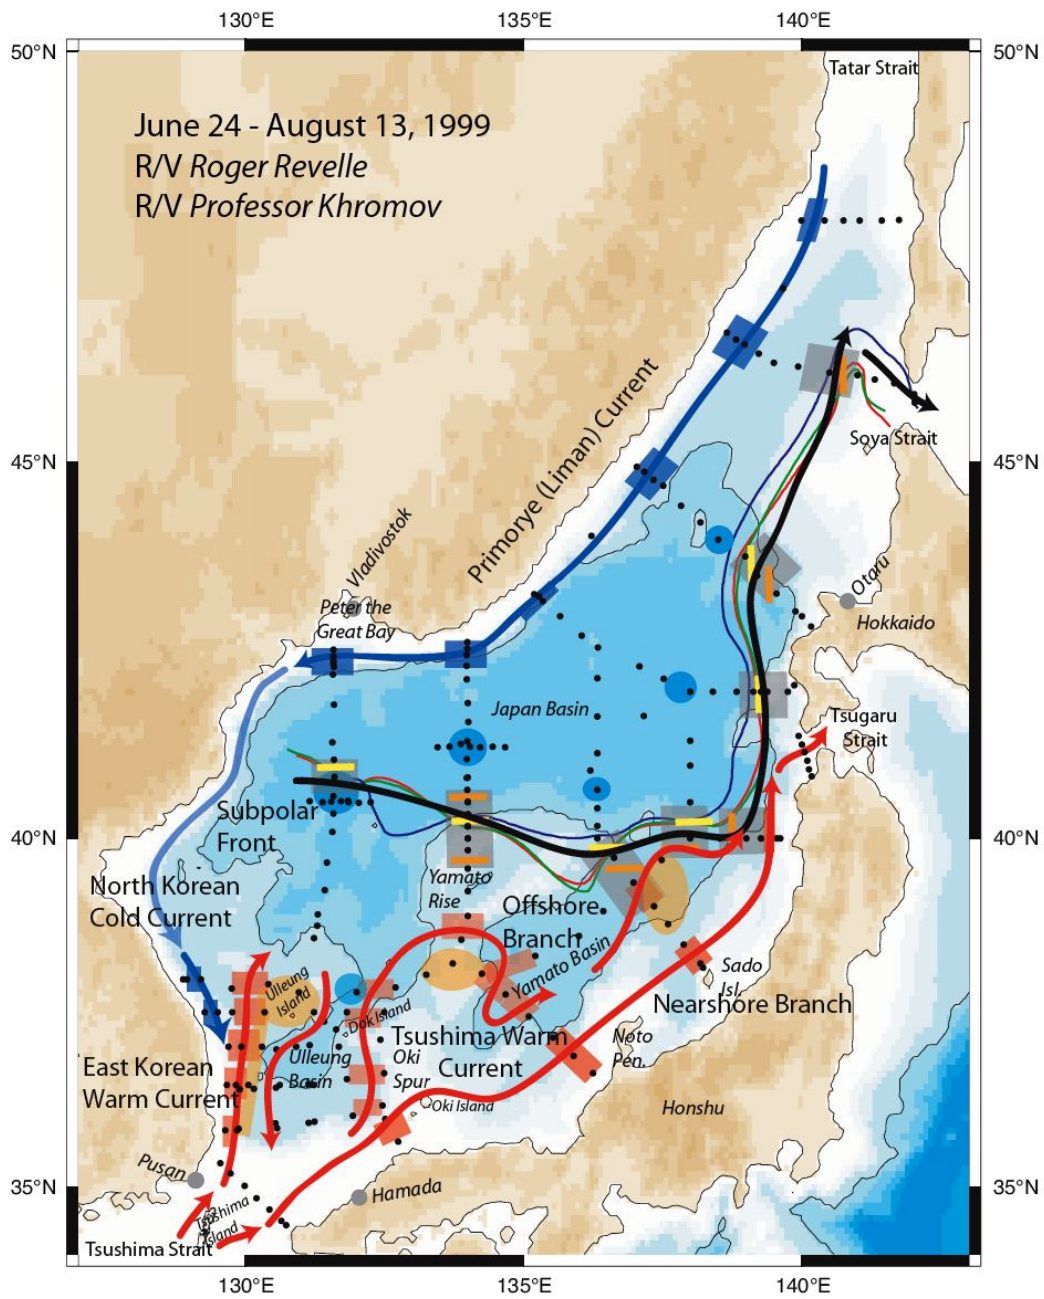 130°E
135°E
140°E
50°N
50°N
Tatar Strait
June 24 - August 13, 1999
R/V Roger Revelle
R/V Professor Khromov
Primorye (Liman) Current
Soya Strait
45°N
45°N
Vladivostok
Peter the
Great Bay
Otaru
Hokkaido
Japan Basin
Tsugaru
Strait
Subpolar
Front
40°N
40°N
Yamato
Rise
North Korean
Cold Current
Offshore
Branch
Yamato Basin
Sado
Isl.
Nearshore Branch
Ulleung
Island
Dok Island
Tsushima Warm
Current
Noto
Pen.
Ulleung
Basin
Oki
Spur
East Korean
Warm Current
Oki Island
Honshu
Pusan
Hamada
35°N
35°N
Tsushima
Island
Tsushima Strait
130°E
135°E
140°E